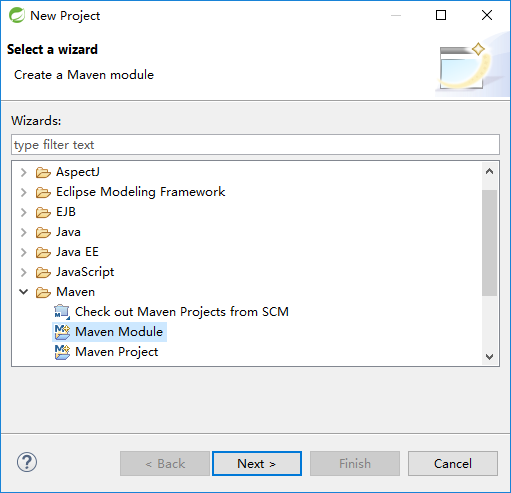 New Project
Select a wizard
Create a Maven module
Wizards:
type filter text
AspectJ
Eclipse Modeling Framework
EJB
Java
Java EE
JavaScript
Maven
Check out Maven Projects from SCM
Maven Module
Maven Project
? < Back Next > Finish Cancel